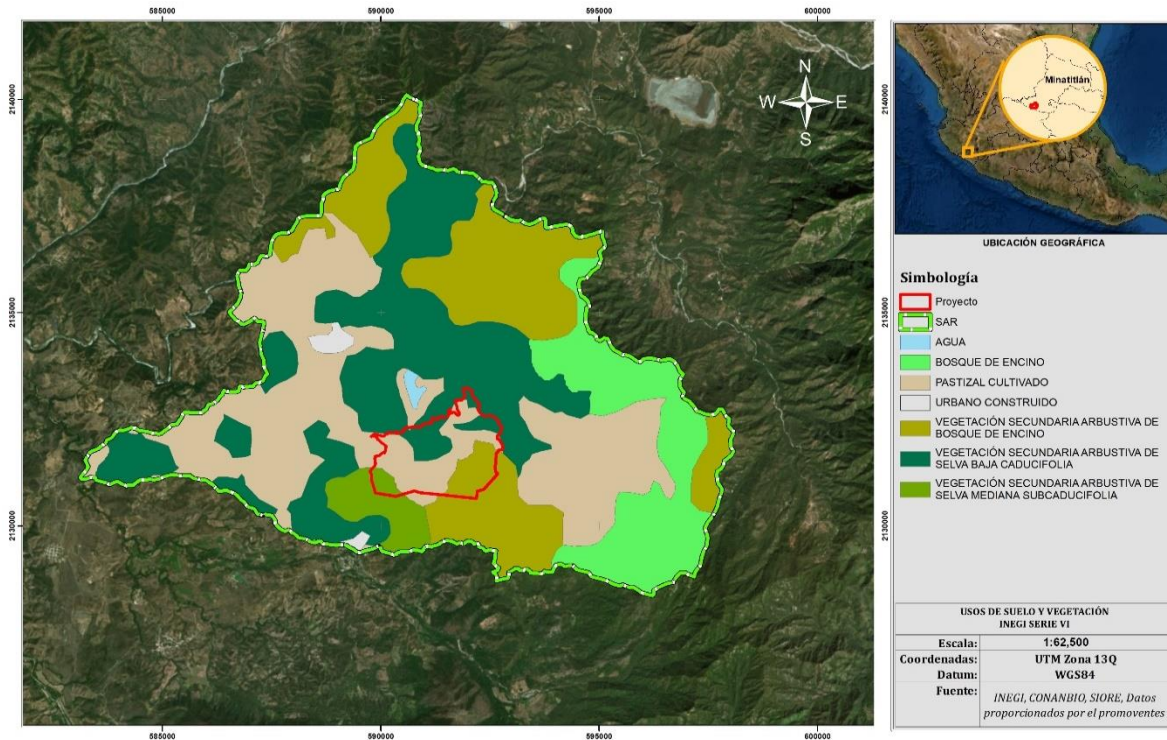 585000
590000
595000
600000
2140000
2140000
2135000
2135000
2130000
2130000
N
W
E
S
585000
590000
595000
600000
Minatitlán
UBICACIÓN GEOGRÁFICA
Simbología
Proyecto
SAR
AGUA
BOSQUE DE ENCINO
PASTIZAL CULTIVADO
URBANO CONSTRUIDO
VEGETACIÓN SECUNDARIA ARBUSTIVA DE
BOSQUE DE ENCINO
VEGETACIÓN SECUNDARIA ARBUSTIVA DE
SELVA BAJA CADUCIFOLIA
VEGETACIÓN SECUNDARIA ARBUSTIVA DE
SELVA MEDIANA SUBCADUCIFOLIA
USOS DE SUELO Y VEGETACIÓN
INEGI SERIE VI
Escala: 1:62,500
Coordenadas: UTM Zona 13Q
Datum: WGS84
Fuente: INEGI, CONANBIO, SIORE, Datos
proporcionados por el promoventes